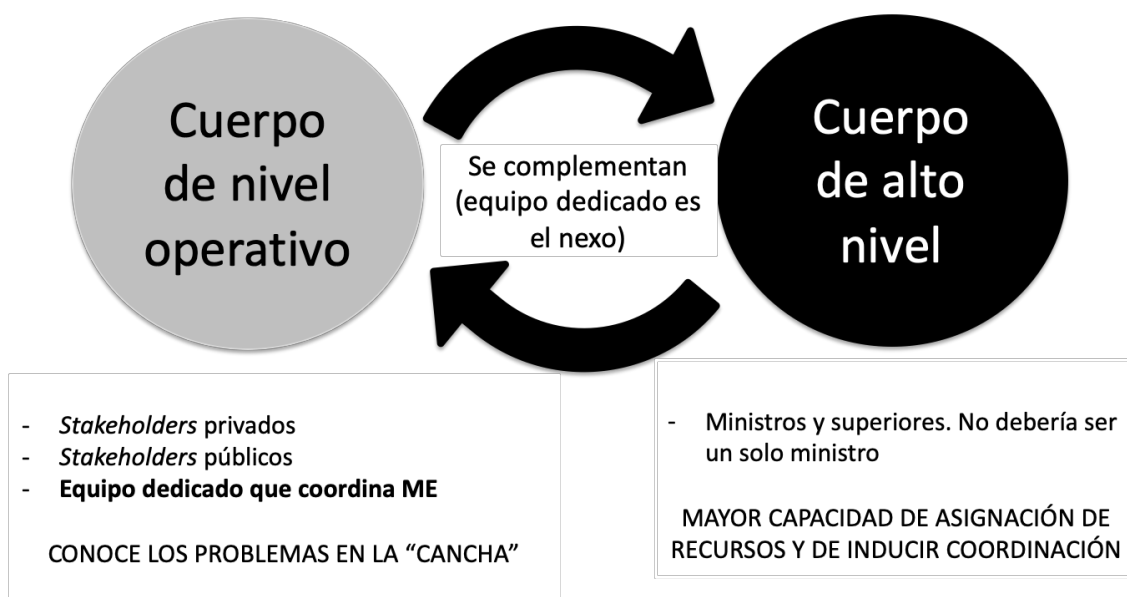 Cuerpo
de nivel
operativo
Se complementan
(equipo dedicado es
el nexo)
Cuerpo
de alto
nivel
- Stakeholders privados
- Stakeholders públicos
- Equipo dedicado que coordina ME
CONOCE LOS PROBLEMAS EN LA “CANCHA”
- Ministros y superiores. No debería ser
un solo ministro
MAYOR CAPACIDAD DE ASIGNACIÓN DE
RECURSOS Y DE INDUCIR COORDINACIÓN